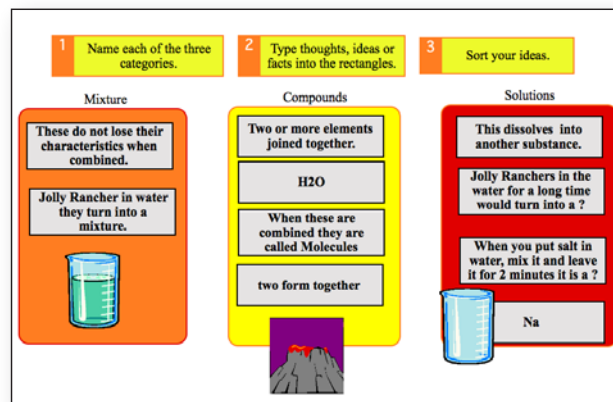 1 Name each of the three
categories.
2 Type thoughts, ideas or
facts into the rectangles.
3 Sort your ideas.
Mixture
These do not lose their
characteristics when
combined.
Jolly Rancher in water
they turn into a
mixture.
Compounds
Two or more elements
joined together.
H2O
When these are
combined they are
called Molecules
two form together
Solutions
This dissolves into
another substance.
Jolly Ranchers in the
water for a long time
would turn into a ?
When you put salt in
water, mix it and leave
it for 2 minutes it is a ?
Na